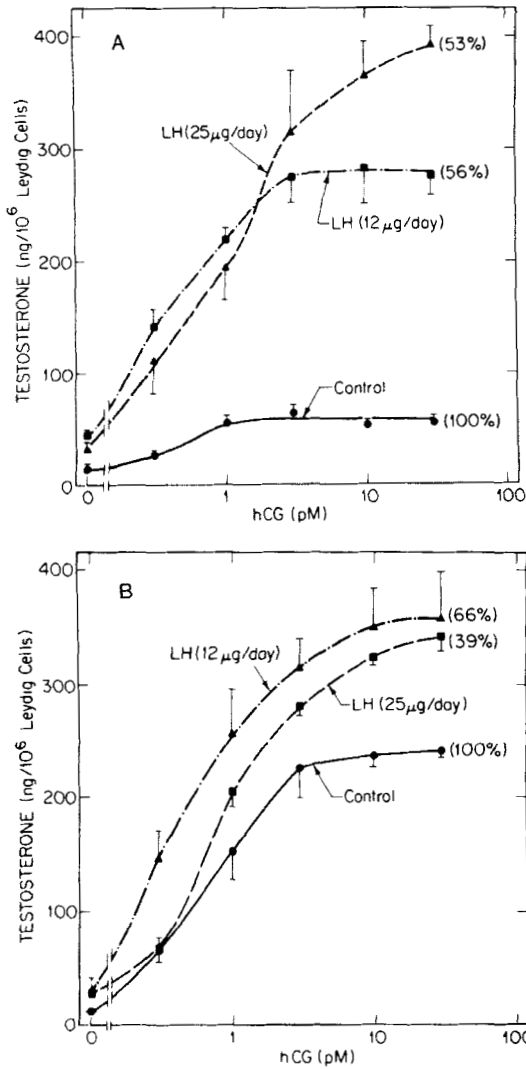 A
TESTOSTERONE (ng/10⁶ Leydig Cells)
400
300
200
100
0
(53%)
LH (25μg/day)
(56%)
LH (12μg/day)
Control
(100%)
0 1 10 100
hCG (pM)
B
TESTOSTERONE (ng/10⁶ Leydig Cells)
400
300
200
100
0
(66%)
LH (12μg/day)
(39%)
LH (25μg/day)
(100%)
Control
0 1 10 100
hCG (pM)